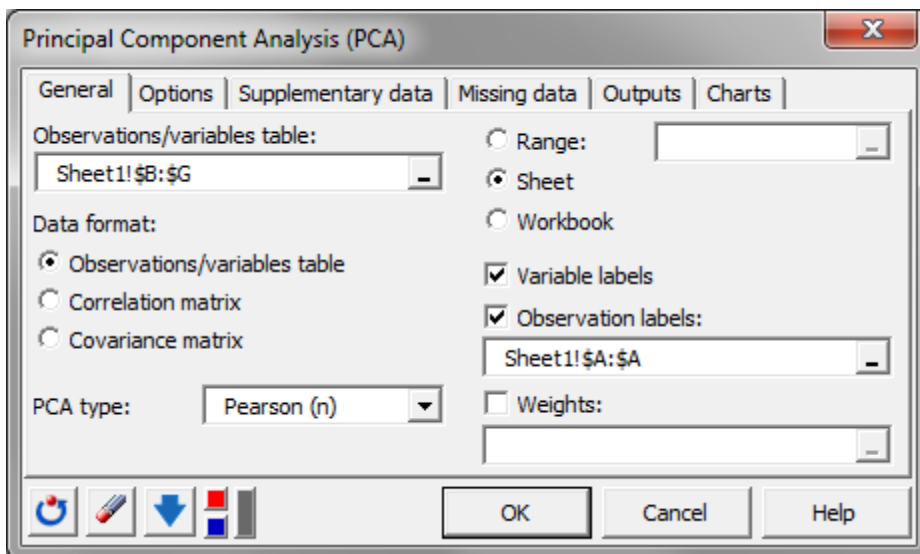 Principal Component Analysis (PCA)
General Options Supplementary data Missing data Outputs Charts
Observations/variables table:
Sheet1!$B:$G
Data format:
Observations/variables table
Correlation matrix
Covariance matrix
PCA type: Pearson (n)
Range:
Sheet
Workbook
Variable labels
Observation labels:
Sheet1!$A:$A
Weights:
OK Cancel Help